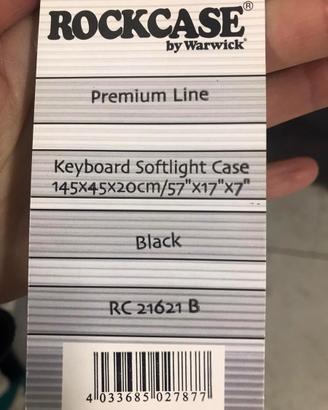 ROCKCASE®
by Warwick
Premium Line
Keyboard Softlight Case
145x45x20cm/57"x17"x7"
Black
RC 21621 B
4 033685 027877